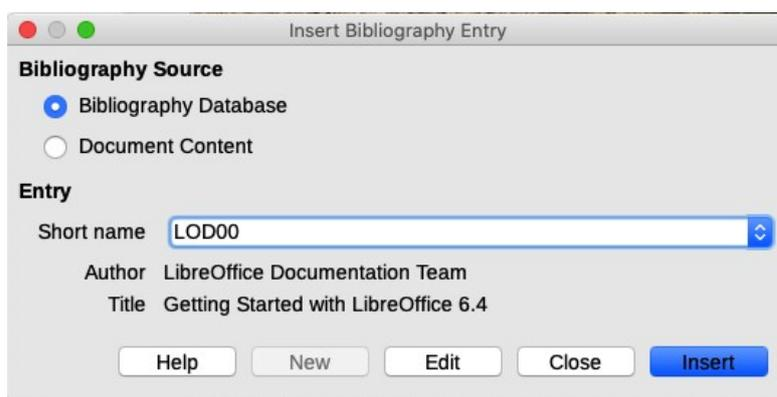 Insert Bibliography Entry
Bibliography Source
Bibliography Database
Document Content
Entry
Short name LOD00
Author LibreOffice Documentation Team
Title Getting Started with LibreOffice 6.4
Help New Edit Close Insert